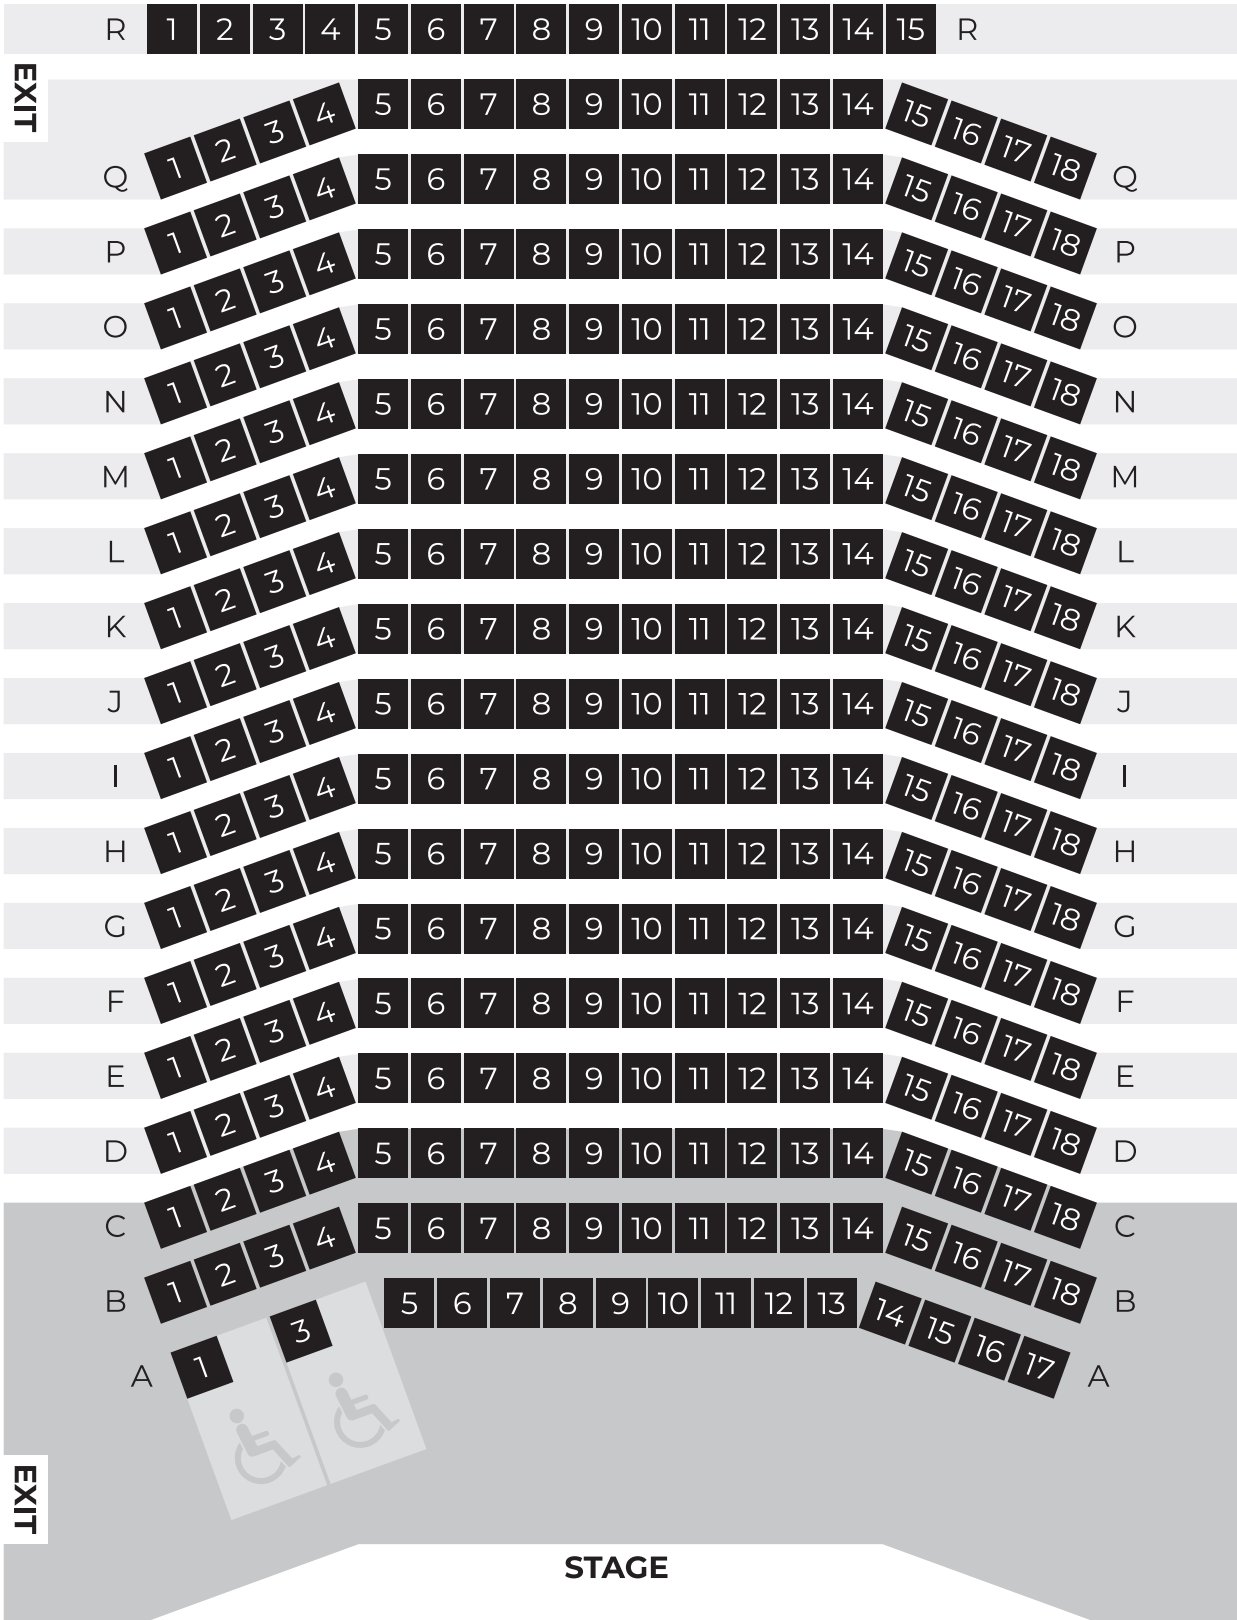 R 1 2 3 4 5 6 7 8 9 10 11 12 13 14 15 R
EXIT
Q 1 2 3 4 5 6 7 8 9 10 11 12 13 14 15 16 17 18 Q
P 1 2 3 4 5 6 7 8 9 10 11 12 13 14 15 16 17 18 P
O 1 2 3 4 5 6 7 8 9 10 11 12 13 14 15 16 17 18 O
N 1 2 3 4 5 6 7 8 9 10 11 12 13 14 15 16 17 18 N
M 1 2 3 4 5 6 7 8 9 10 11 12 13 14 15 16 17 18 M
L 1 2 3 4 5 6 7 8 9 10 11 12 13 14 15 16 17 18 L
K 1 2 3 4 5 6 7 8 9 10 11 12 13 14 15 16 17 18 K
J 1 2 3 4 5 6 7 8 9 10 11 12 13 14 15 16 17 18 J
I 1 2 3 4 5 6 7 8 9 10 11 12 13 14 15 16 17 18 I
H 1 2 3 4 5 6 7 8 9 10 11 12 13 14 15 16 17 18 H
G 1 2 3 4 5 6 7 8 9 10 11 12 13 14 15 16 17 18 G
F 1 2 3 4 5 6 7 8 9 10 11 12 13 14 15 16 17 18 F
E 1 2 3 4 5 6 7 8 9 10 11 12 13 14 15 16 17 18 E
D 1 2 3 4 5 6 7 8 9 10 11 12 13 14 15 16 17 18 D
C 1 2 3 4 5 6 7 8 9 10 11 12 13 14 15 16 17 18 C
B 1 2 3 4 5 6 7 8 9 10 11 12 13 14 15 16 17 18 B
A 1 3 5 6 7 8 9 10 11 12 13 14 15 16 17 A
EXIT
STAGE